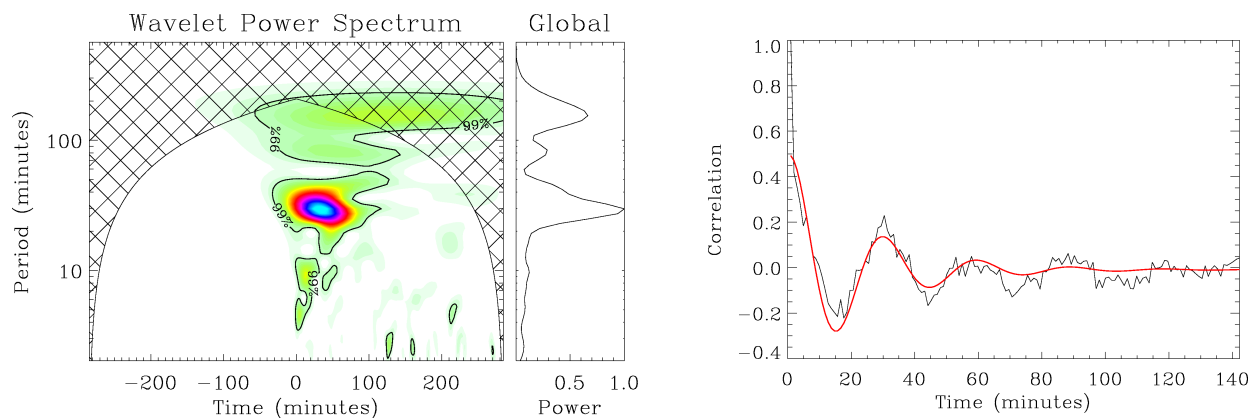 Wavelet Power Spectrum
Global
Period (minutes)
100
10
99%
99%
99%
99%
−200 −100 0 100 200
Time (minutes)
0.5 1.0
Power
Correlation
1.0
0.8
0.6
0.4
0.2
0.0
−0.2
−0.4
0 20 40 60 80 100 120 140
Time (minutes)